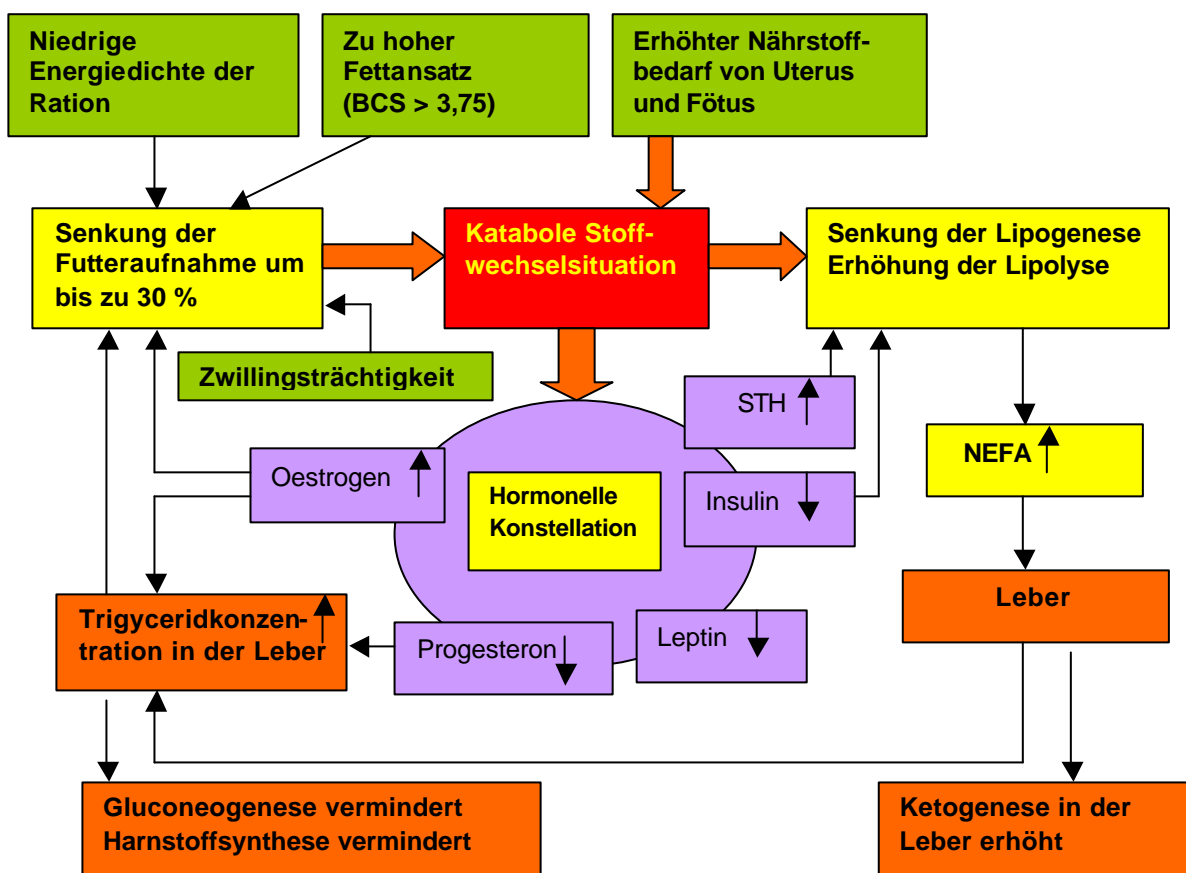 Niedrige
Energiedichte der
Ration
Zu hoher
Fettansatz
(BCS > 3,75)
Erhöhter Nährstoff-
bedarf von Uterus
und Fötus
Senkung der
Futteraufnahme um
bis zu 30 %
Katabole Stoff-
wechselsituation
Senkung der Lipogenese
Erhöhung der Lipolyse
Zwillingsträchtigkeit
STH
Oestrogen
Hormonelle
Konstellation
Insulin
NEFA
Trigyceridkonzen-
tration in der Leber
Progesteron
Leptin
Leber
Gluconeogenese vermindert
Harnstoffsynthese vermindert
Ketogenese in der
Leber erhöht